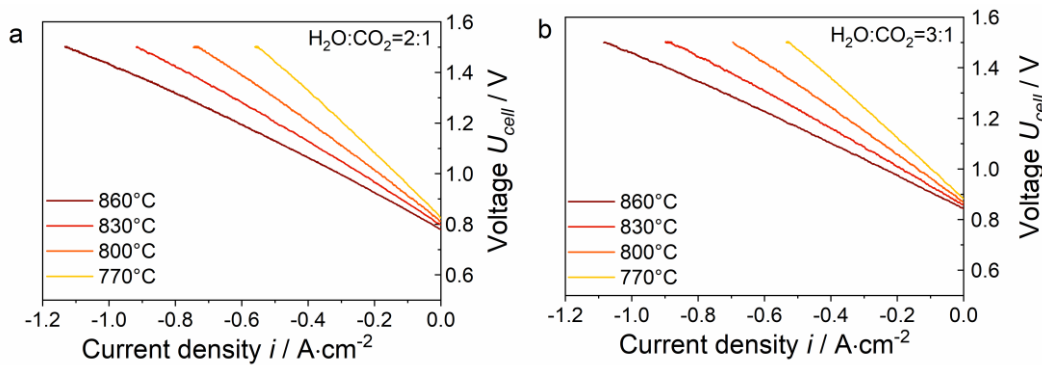 a
H₂O:CO₂=2:1
1.6
1.4
1.2
1.0
0.8
0.6
Voltage U_cell / V
860°C
830°C
800°C
770°C
-1.2 -1.0 -0.8 -0.6 -0.4 -0.2 0.0
Current density i / A·cm⁻²
b
H₂O:CO₂=3:1
1.6
1.4
1.2
1.0
0.8
0.6
Voltage U_cell / V
860°C
830°C
800°C
770°C
-1.2 -1.0 -0.8 -0.6 -0.4 -0.2 0.0
Current density i / A·cm⁻²